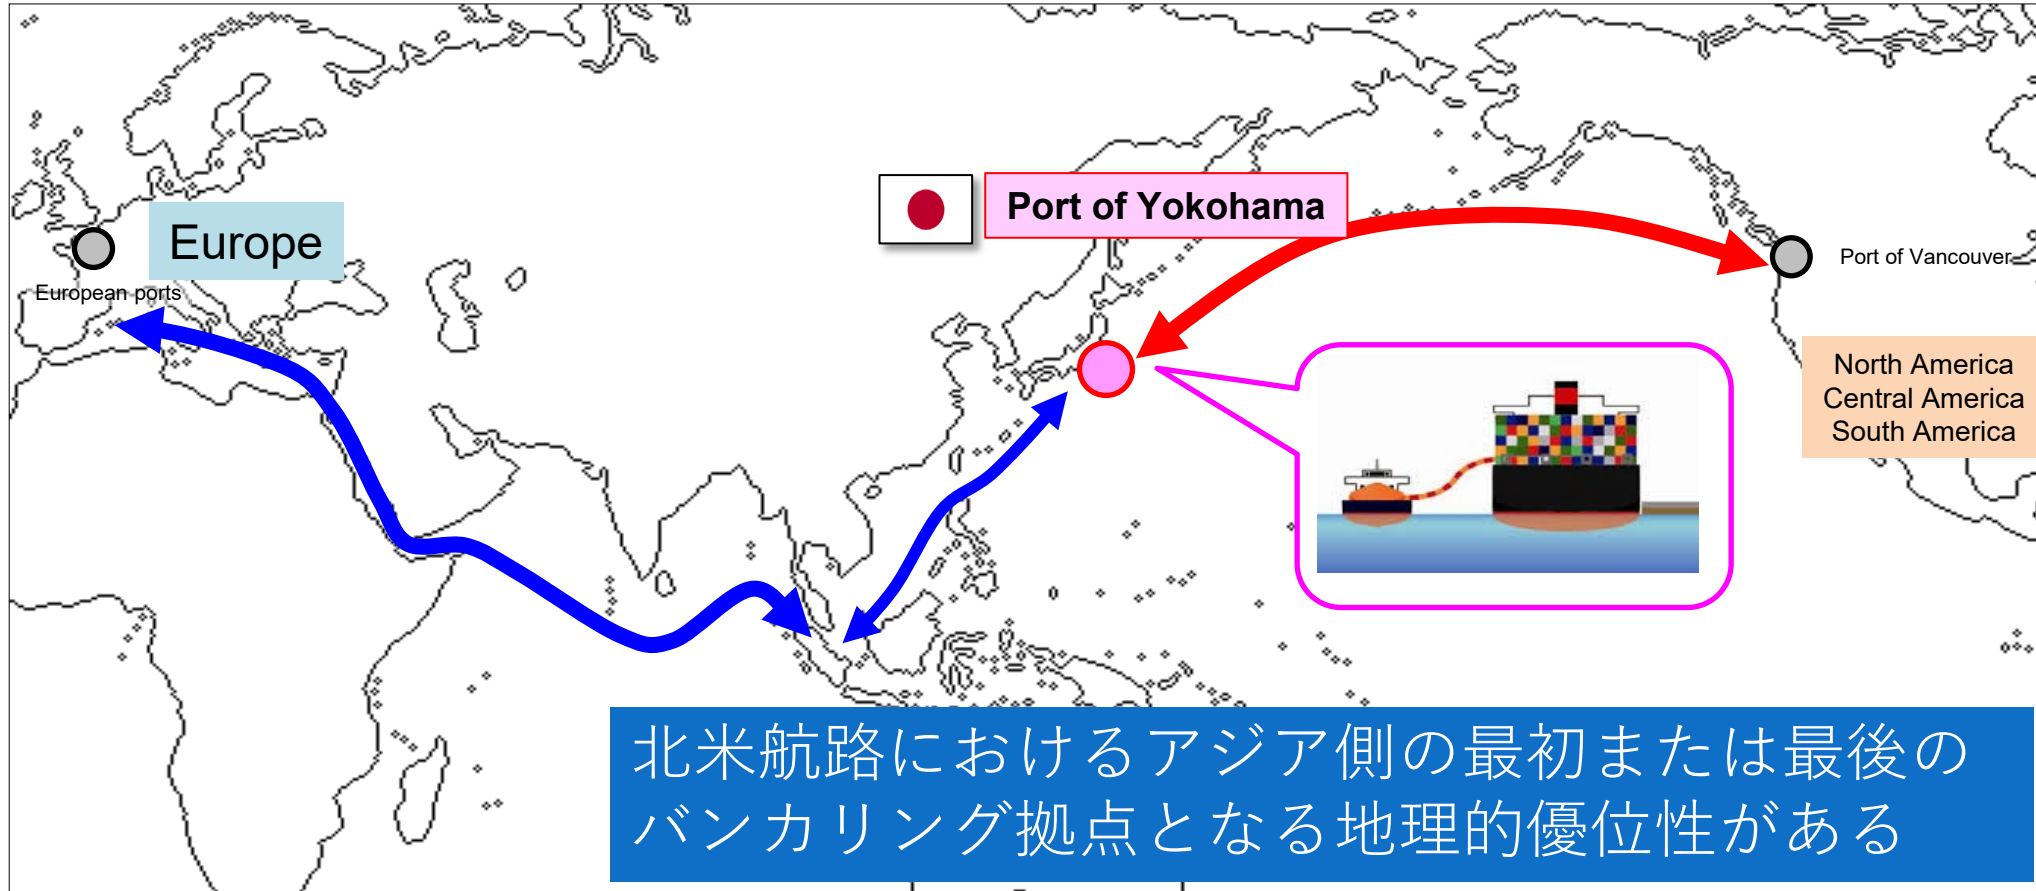 Port of Yokohama
Europe
European ports
Port of Vancouver
North America
Central America
South America
北米航路におけるアジア側の最初または最後の
バンカリング拠点となる地理的優位性がある